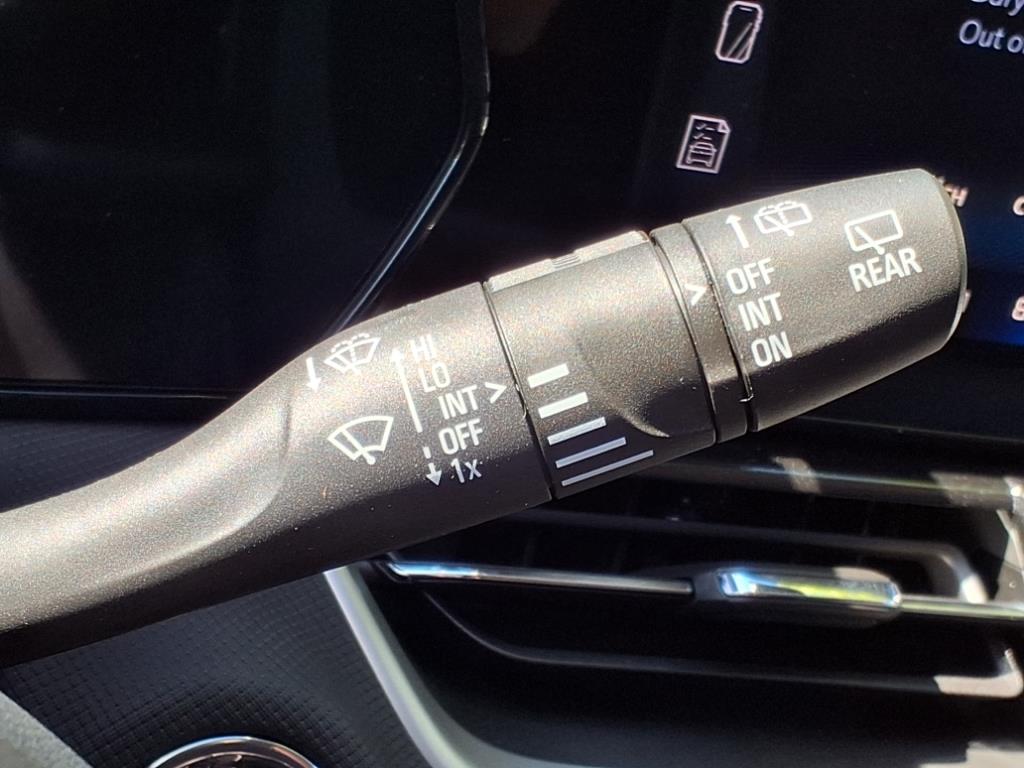 Out o
HI
LO
INT >
OFF
1x
>
OFF
INT
ON
REAR